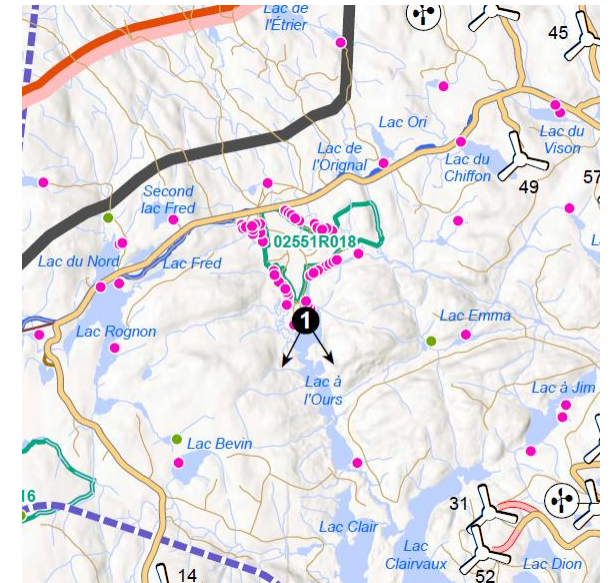 Lac de
l'Étrier
45
Lac Ori
Lac du
Vison
Lac de
l'Orignal
Lac du
Chiffon
49
57
Second
lac Fred
02551R018
Lac du Nord
Lac Fred
1
Lac Emma
Lac Rognon
Lac à
l'Ours
Lac à Jim
Lac Bevin
16
31
Lac Clair
Lac
Clairvaux
Lac Dion
14
52